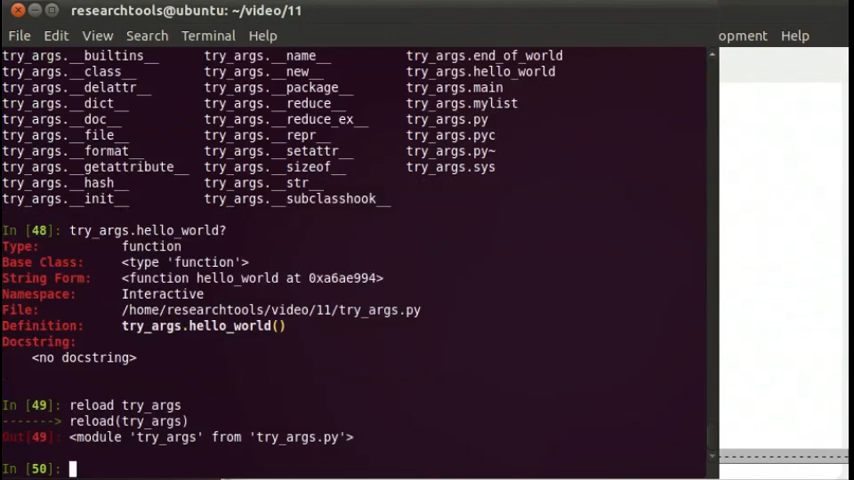 researchtools@ubuntu: ~/video/11
File Edit View Search Terminal Help
opment Help
try_args.__builtins__ try_args.__name__ try_args.end_of_world
try_args.__class__ try_args.__new__ try_args.hello_world
try_args.__delattr__ try_args.__package__ try_args.main
try_args.__dict__ try_args.__reduce__ try_args.mylist
try_args.__doc__ try_args.__reduce_ex__ try_args.py
try_args.__file__ try_args.__repr__ try_args.pyc
try_args.__format__ try_args.__setattr__ try_args.py~
try_args.__getattribute__ try_args.__sizeof__ try_args.sys
try_args.__hash__ try_args.__str__
try_args.__init__ try_args.__subclasshook__
In [48]: try_args.hello_world?
Type: function
Base Class: <type 'function'>
String Form: <function hello_world at 0xa6ae994>
Namespace: Interactive
File: /home/researchtools/video/11/try_args.py
Definition: try_args.hello_world()
Docstring:
<no docstring>
In [49]: reload try_args
-------> reload(try_args)
Out[49]: <module 'try_args' from 'try_args.py'>
In [50]: